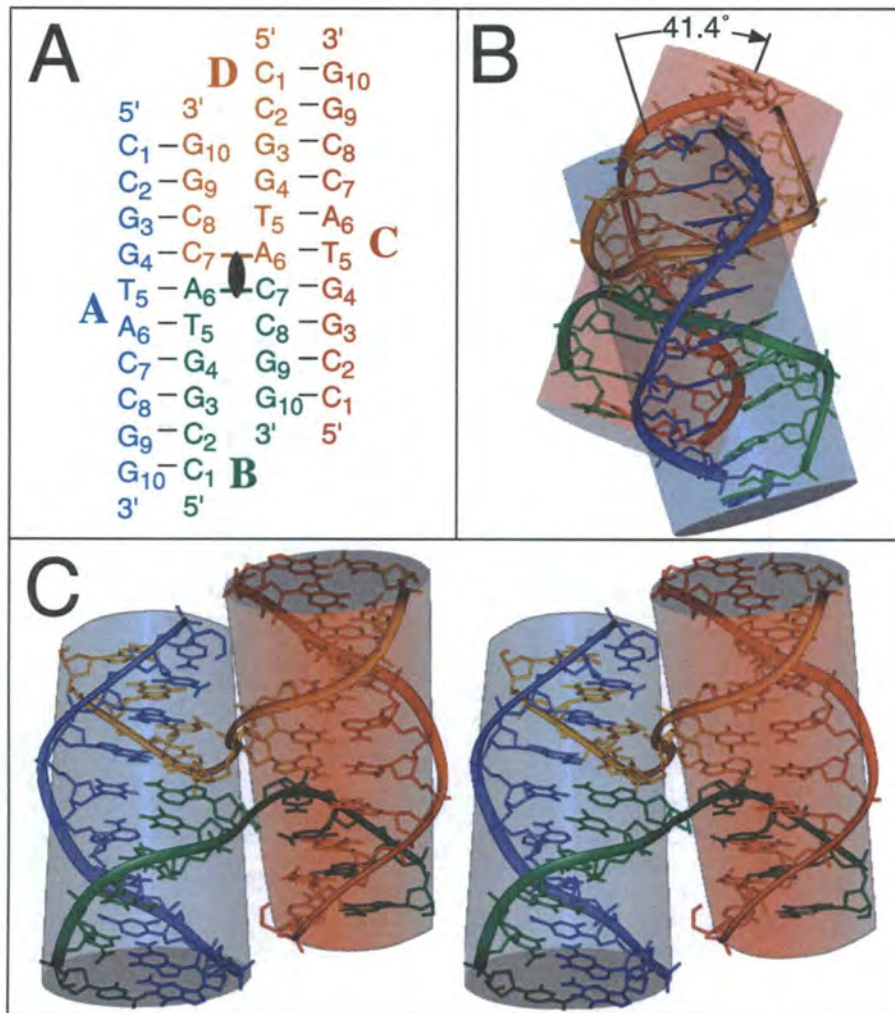 A
5' 3'
D C1 – G10
5' 3' C2 – G9
C1 – G10 G3 – C8
C2 – G9 G4 – C7
G3 – C8 T5 – A6
G4 – C7 – A6 – T5 C
A T5 – A6 – C7 – G4
A6 – T5 C8 – G3
C7 – G4 G9 – C2
C8 – G3 G10 – C1
G9 – C2 3' 5'
G10 – C1 B
3' 5'
B
41.4°
C